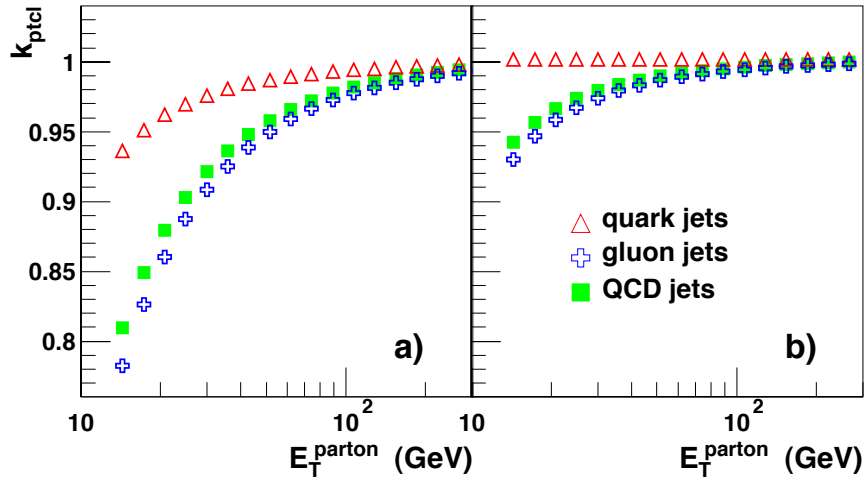 k_ptcl
1
0.95
0.9
0.85
0.8
a)
10
10^2
E_T^parton (GeV)
quark jets
gluon jets
QCD jets
b)
10
10^2
E_T^parton (GeV)